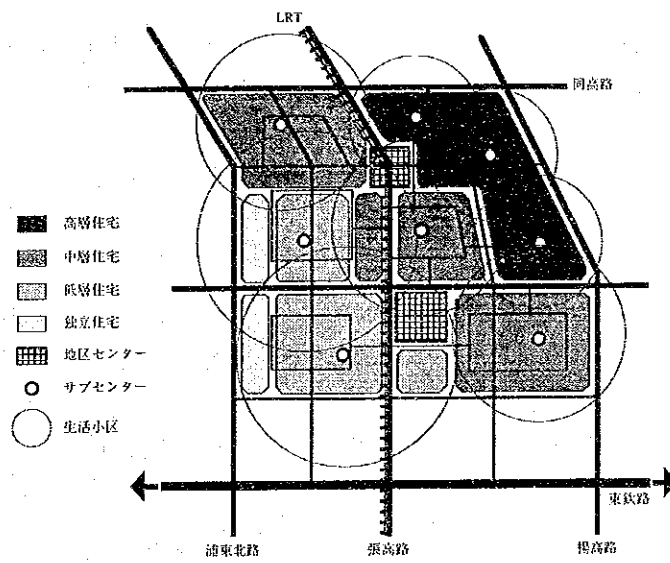 LRT
同高路
高層住宅
中層住宅
低層住宅
独立住宅
地区センター
サブセンター
生活小区
東鉄路
浦東北路
張高路
楊高路